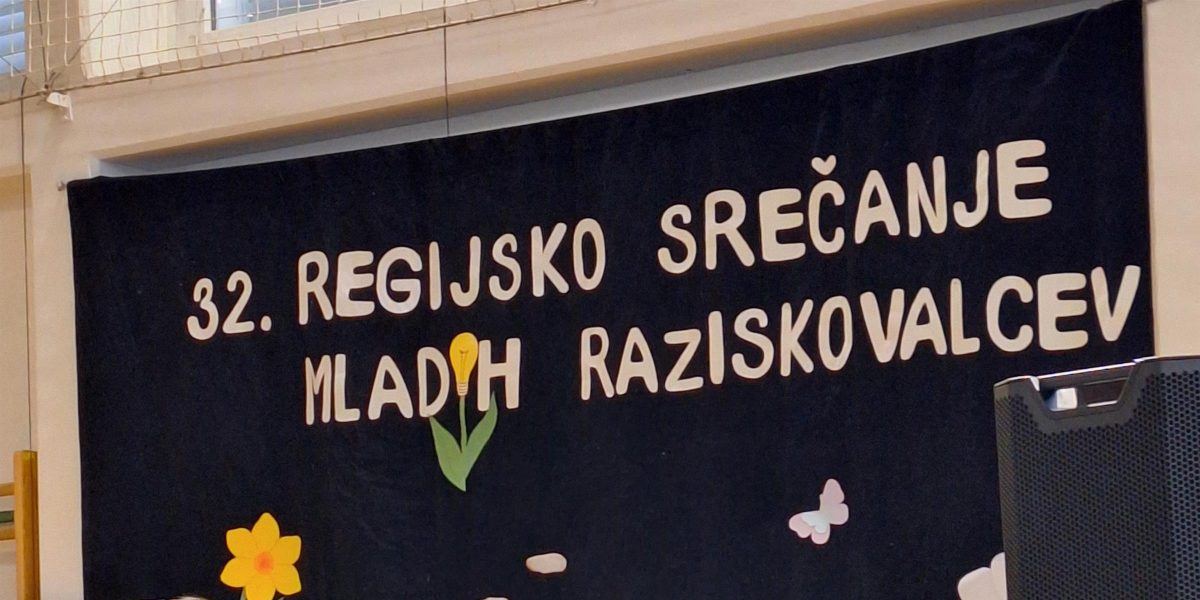 32. REGIJSKO SREČANJE
MLADIH RAZISKOVALCEV